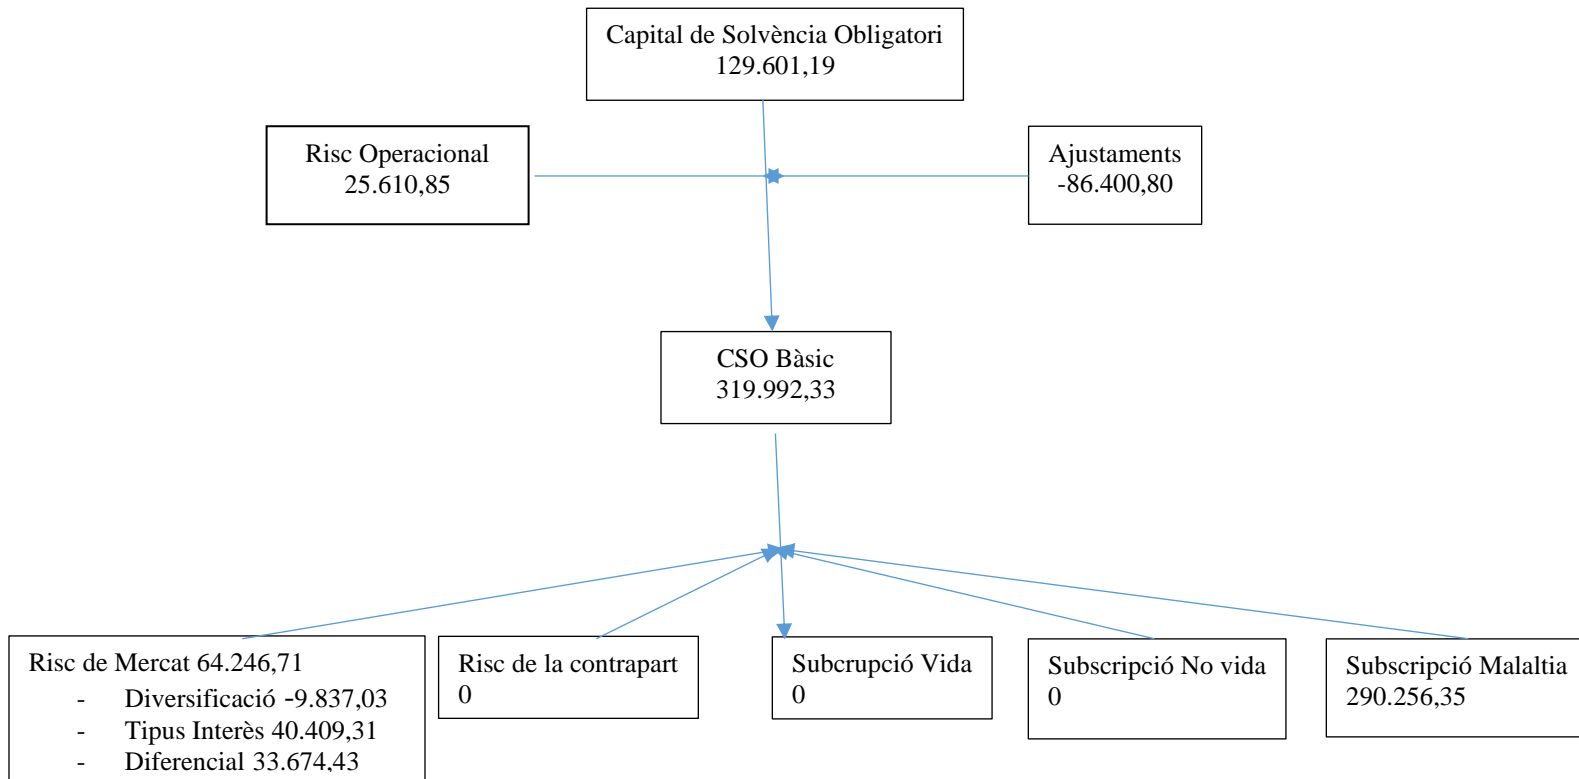 Capital de Solvència Obligatori
129.601,19
Risc Operacional
25.610,85
Ajustaments
-86.400,80
CSO Bàsic
319.992,33
Risc de Mercat 64.246,71
- Diversificació -9.837,03
- Tipus Interès 40.409,31
- Diferencial 33.674,43
Risc de la contrapart
0
Subcrupció Vida
0
Subscripció No vida
0
Subscripció Malaltia
290.256,35